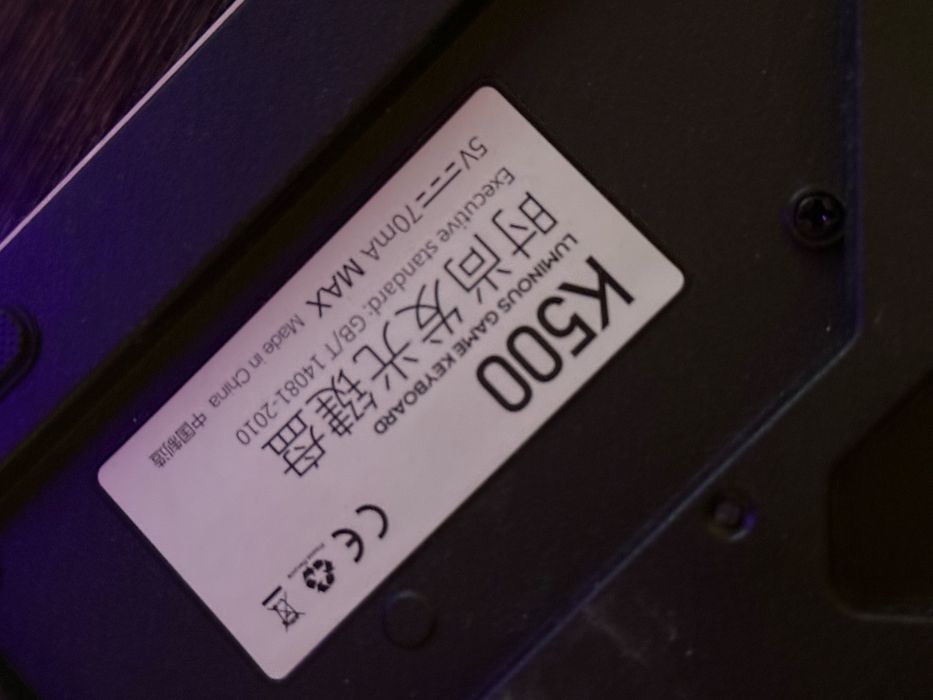 K500
LUMINOUS GAME KEYBOARD
时尚发光键盘
Executive standard: GB/T 14081-2010
5V⎓70mA MAX Made in China 中国制造
CE